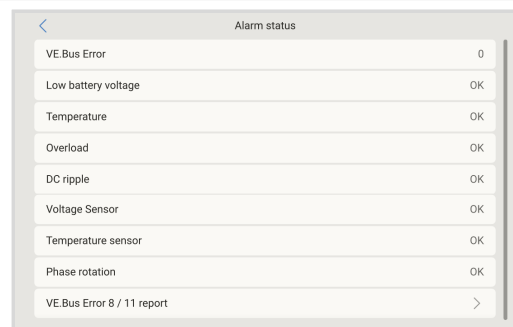 Alarm status
VE.Bus Error 0
Low battery voltage OK
Temperature OK
Overload OK
DC ripple OK
Voltage Sensor OK
Temperature sensor OK
Phase rotation OK
VE.Bus Error 8 / 11 report